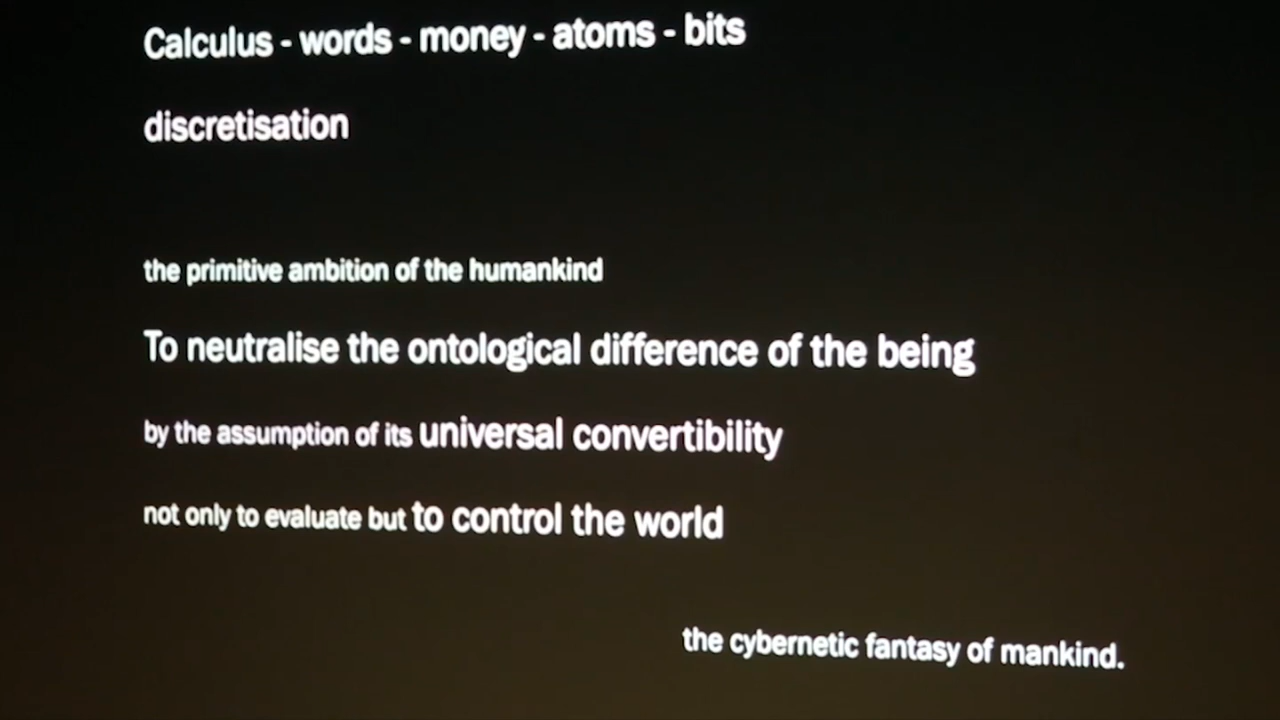 Calculus - words - money - atoms - bits
discretisation
the primitive ambition of the humankind
To neutralise the ontological difference of the being
by the assumption of its universal convertibility
not only to evaluate but to control the world
the cybernetic fantasy of mankind.